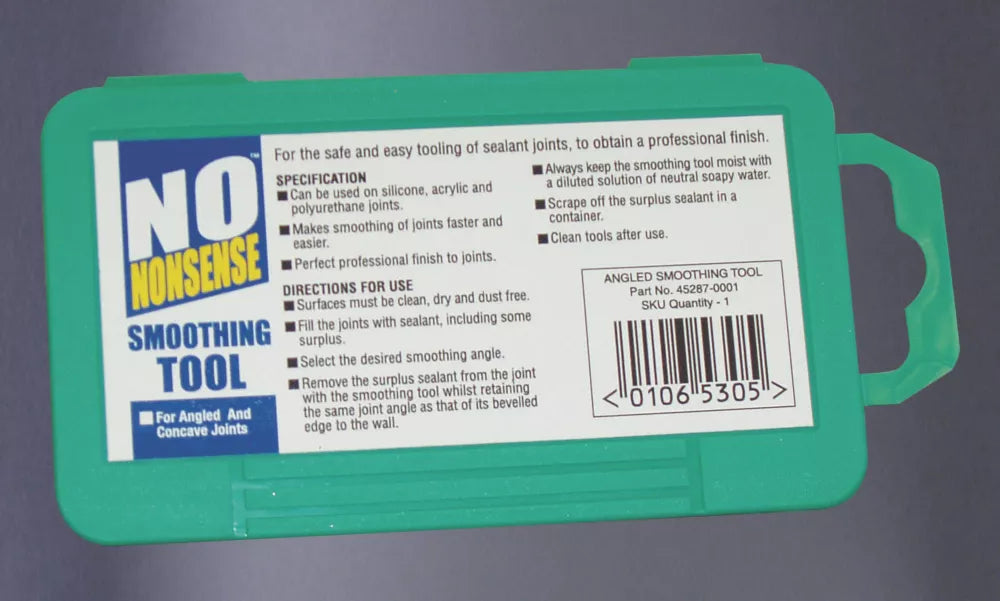 NO™
NONSENSE
SMOOTHING
TOOL
■ For Angled And
Concave Joints
For the safe and easy tooling of sealant joints, to obtain a professional finish.
SPECIFICATION
■ Can be used on silicone, acrylic and
polyurethane joints.
■ Makes smoothing of joints faster and
easier.
■ Perfect professional finish to joints.
DIRECTIONS FOR USE
■ Surfaces must be clean, dry and dust free.
■ Fill the joints with sealant, including some
surplus.
■ Select the desired smoothing angle.
■ Remove the surplus sealant from the joint
with the smoothing tool whilst retaining
the same joint angle as that of its bevelled
edge to the wall.
■ Always keep the smoothing tool moist with
a diluted solution of neutral soapy water.
■ Scrape off the surplus sealant in a
container.
■ Clean tools after use.
ANGLED SMOOTHING TOOL
Part No. 45287-0001
SKU Quantity - 1
<0106 5305>